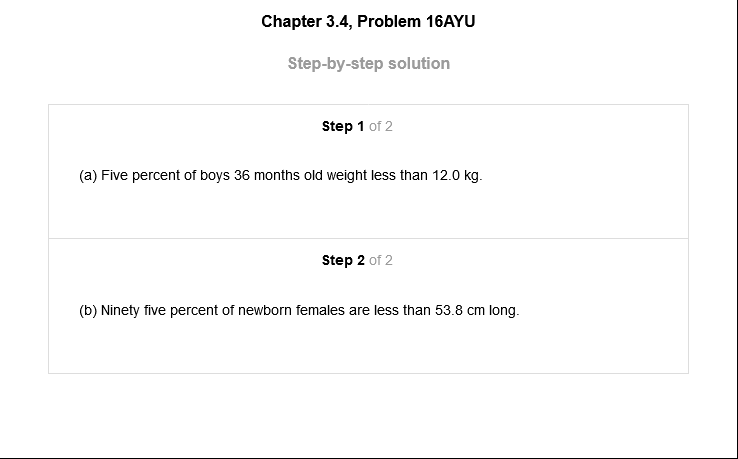 Chapter 3.4, Problem 16AYU
Step-by-step solution
Step 1 of 2
(a) Five percent of boys 36 months old weight less than 12.0 kg.
Step 2 of 2
(b) Ninety five percent of newborn females are less than 53.8 cm long.